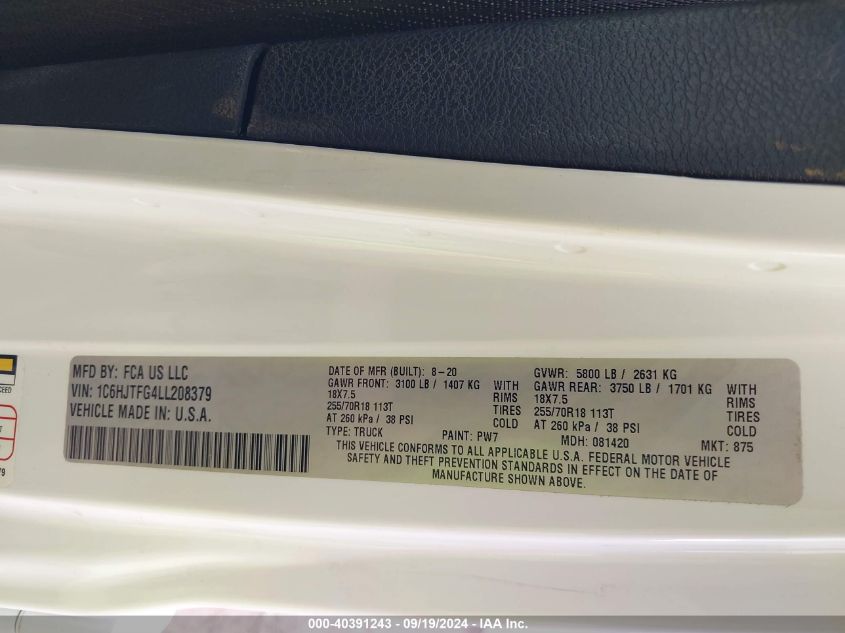 MFD BY: FCA US LLC
VIN: 1C6HJTFG4LL208379
VEHICLE MADE IN: U.S.A.
DATE OF MFR (BUILT): 8-20
GAWR FRONT: 3100 LB / 1407 KG WITH
18X7.5 RIMS
255/70R18 113T TIRES
AT 260 kPa / 38 PSI COLD
TYPE: TRUCK PAINT: PW7
GVWR: 5800 LB / 2631 KG
GAWR REAR: 3750 LB / 1701 KG WITH
18X7.5 RIMS
255/70R18 113T TIRES
AT 260 kPa / 38 PSI COLD
MDH: 081420 MKT: 875
THIS VEHICLE CONFORMS TO ALL APPLICABLE U.S.A. FEDERAL MOTOR VEHICLE
SAFETY AND THEFT PREVENTION STANDARDS IN EFFECT ON THE DATE OF
MANUFACTURE SHOWN ABOVE.
000-40391243 - 09/19/2024 - IAA Inc.